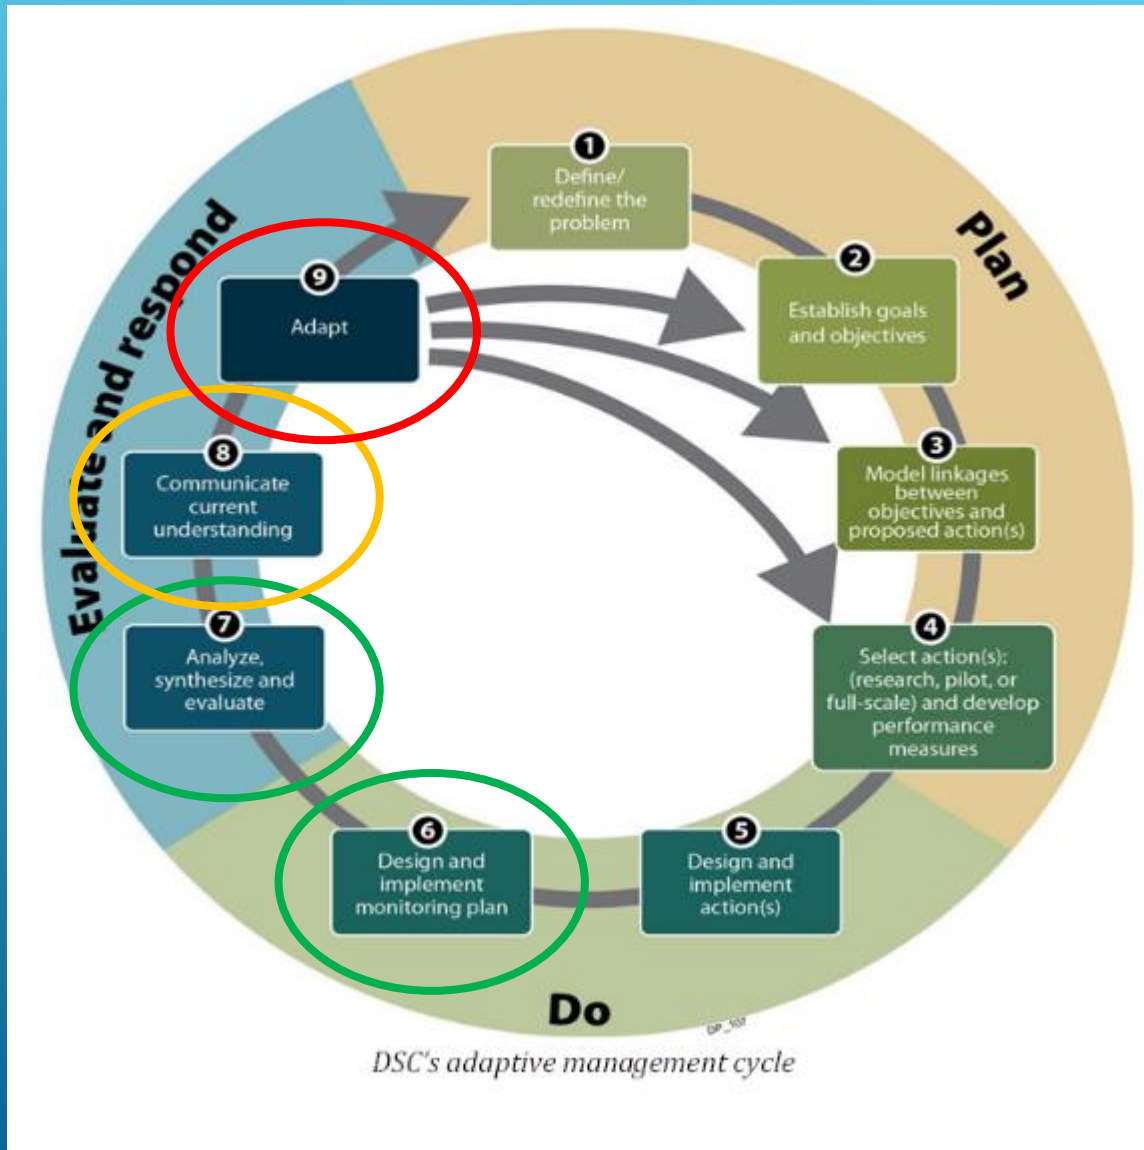 1
Define/
redefine the
problem
2
Establish goals
and objectives
3
Model linkages
between
objectives and
proposed action(s)
4
Select action(s):
(research, pilot, or
full-scale) and develop
performance
measures
5
Design and
implement
action(s)
6
Design and
implement
monitoring plan
7
Analyze,
synthesize and
evaluate
8
Communicate
current
understanding
9
Adapt
Plan
Do
Evaluate and respond
DSC's adaptive management cycle